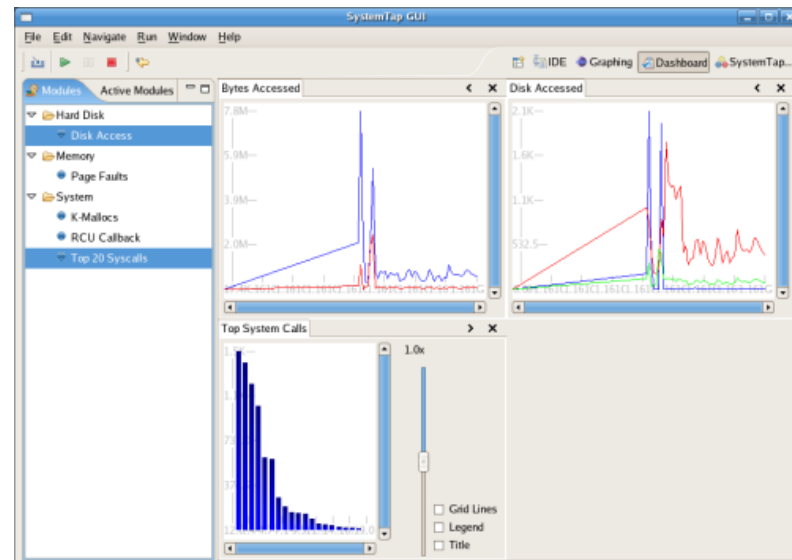 SystemTap GUI
File Edit Navigate Run Window Help
IDE Graphing Dashboard SystemTap...
Modules Active Modules
Hard Disk
Disk Access
Memory
Page Faults
System
K-Mallocs
RCU Callback
Top 20 Syscalls
Bytes Accessed
7.8M
5.9M
3.9M
2.0M
Disk Accessed
2.1K
1.6K
1.1K
532.5
Top System Calls
1.0x
Grid Lines
Legend
Title